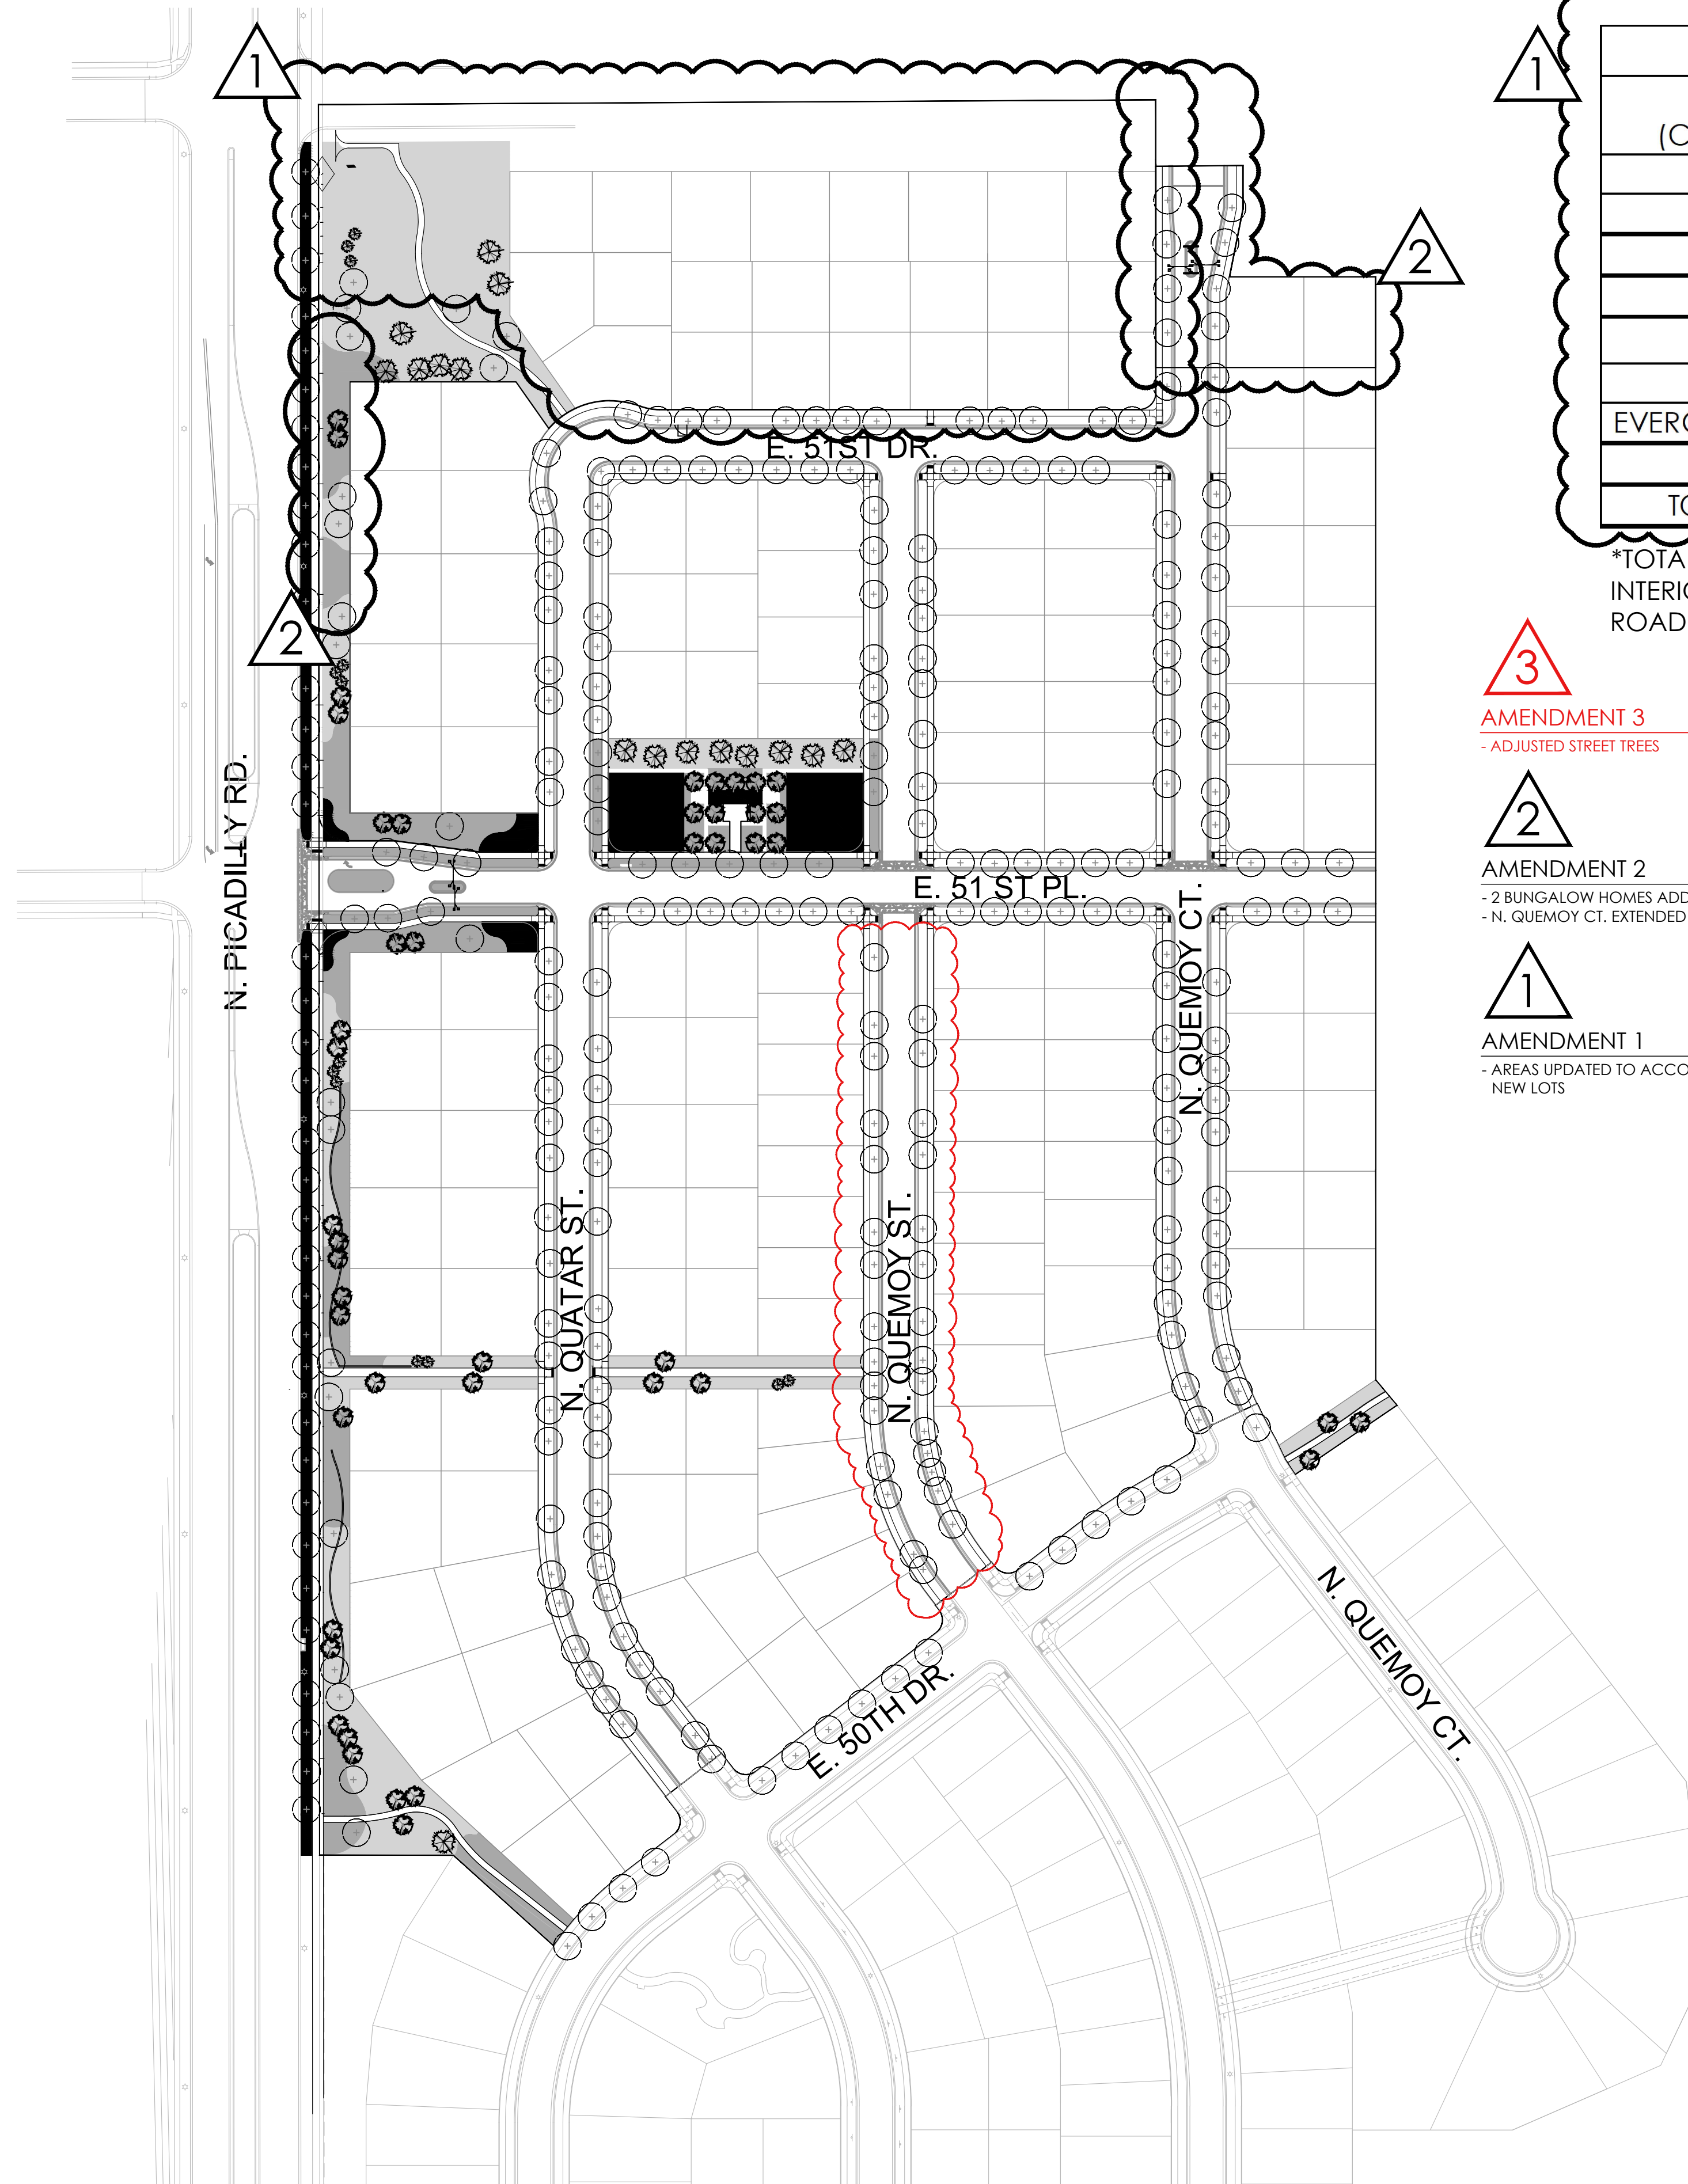 1
1
(O
2
EVERG
TO
*TOTA
INTERIO
ROAD
E. 51ST DR.
2
3
AMENDMENT 3
- ADJUSTED STREET TREES
N. PICADILLY RD.
2
AMENDMENT 2
- 2 BUNGALOW HOMES ADD
- N. QUEMOY CT. EXTENDED
E. 51 ST PL.
N. QUEMOY CT.
1
AMENDMENT 1
- AREAS UPDATED TO ACCO
NEW LOTS
N. QUATAR ST.
N. QUEMOY ST.
E. 50TH DR.
N. QUEMOY CT.